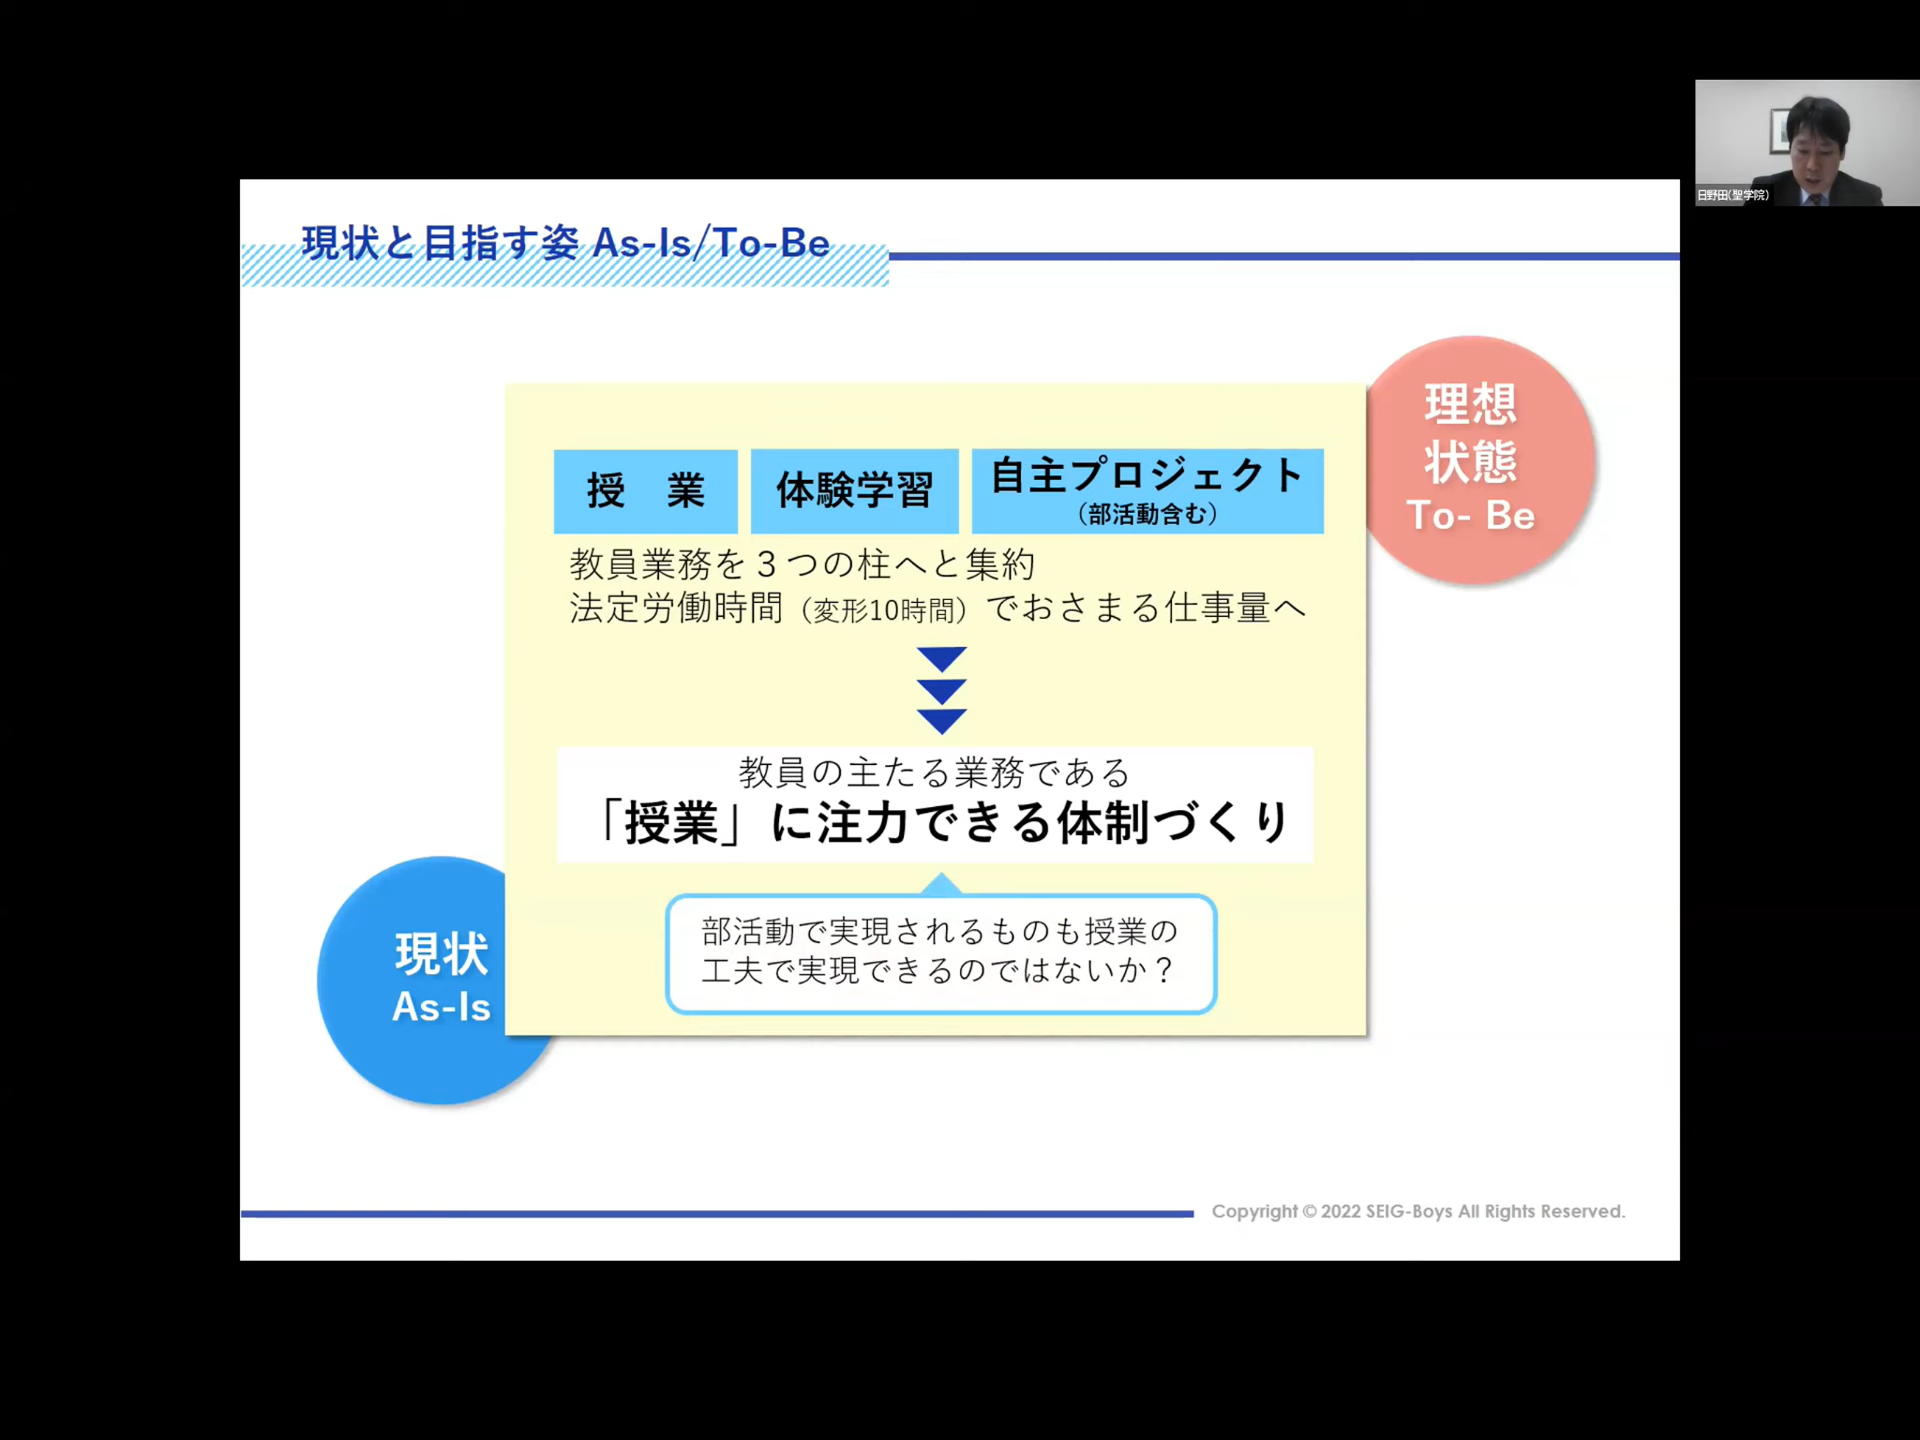 現状と目指す姿 As-Is/To-Be
理想
状態
To- Be
授　業
体験学習
自主プロジェクト
（部活動含む）
教員業務を３つの柱へと集約
法定労働時間（変形10時間）でおさまる仕事量へ
教員の主たる業務である
「授業」に注力できる体制づくり
部活動で実現されるものも授業の
工夫で実現できるのではないか？
現状
As-Is
Copyright © 2022 SEIG-Boys All Rights Reserved.
日野田(聖学院)